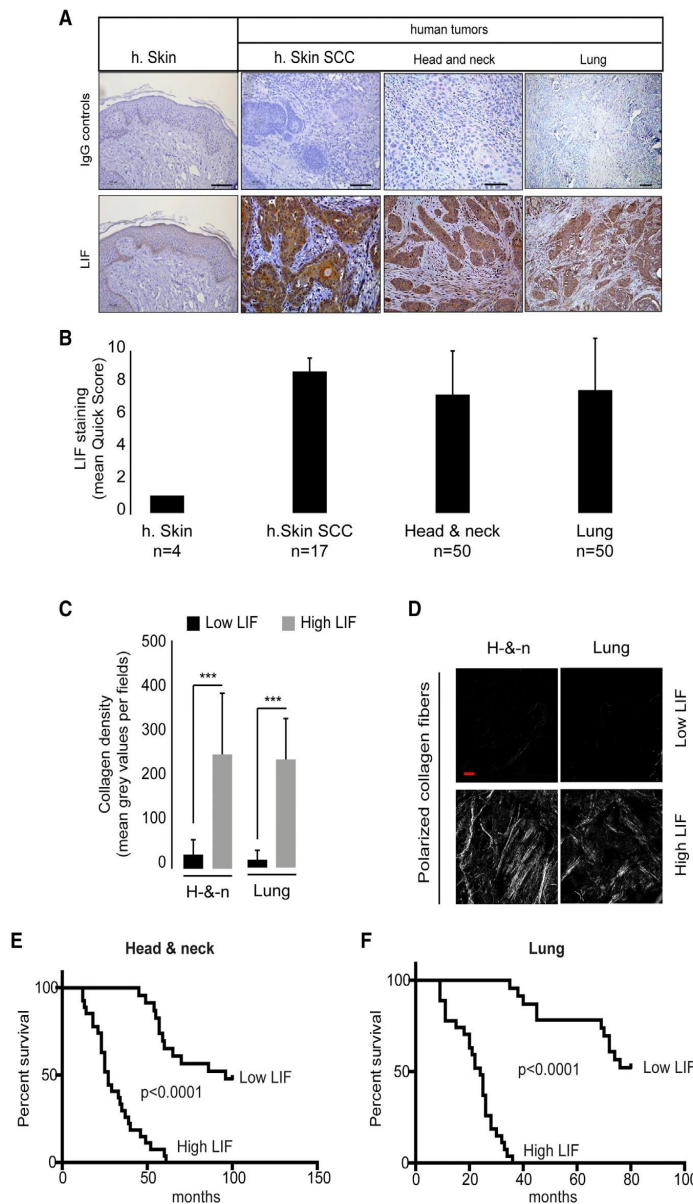 A
human tumors
h. Skin
h. Skin SCC
Head and neck
Lung
IgG controls
LIF
B
LIF staining
(mean Quick Score)
10
8
6
4
2
0
h. Skin
n=4
h.Skin SCC
n=17
Head & neck
n=50
Lung
n=50
C
Low LIF
High LIF
Collagen density
(mean grey values per fields)
500
400
300
200
100
0
***
***
H-&-n
Lung
D
H-&-n
Lung
Polarized collagen fibers
Low LIF
High LIF
E
Head & neck
Percent survival
100
50
0
p<0.0001
Low LIF
High LIF
0
50
100
150
months
F
Lung
Percent survival
100
50
0
p<0.0001
Low LIF
High LIF
0
20
40
60
80
100
months